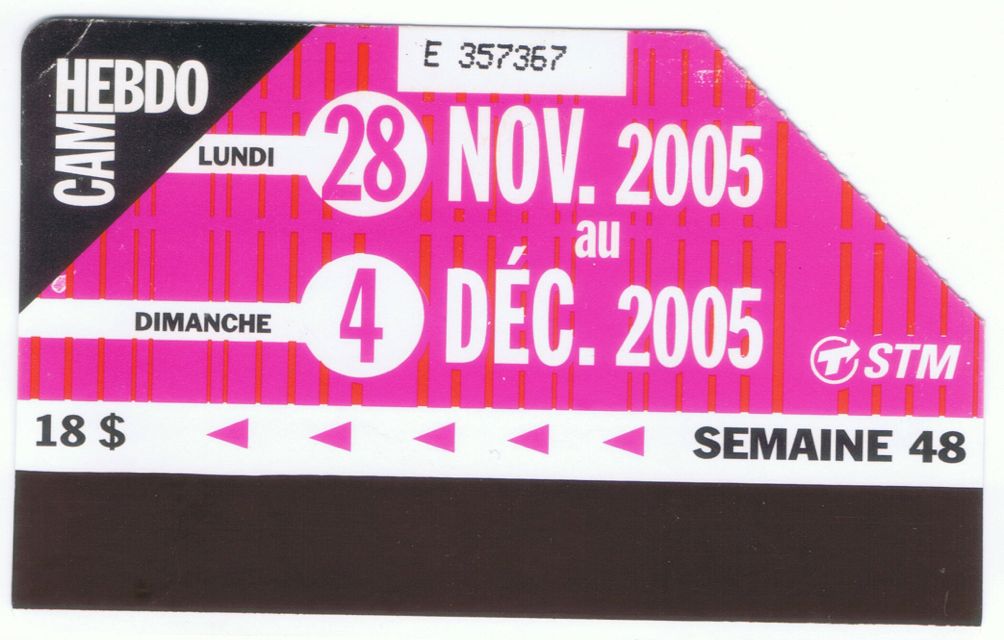 E 357367
CAM HEBDO
LUNDI 28 NOV. 2005
au
DIMANCHE 4 DÉC. 2005
STM
18 $ SEMAINE 48